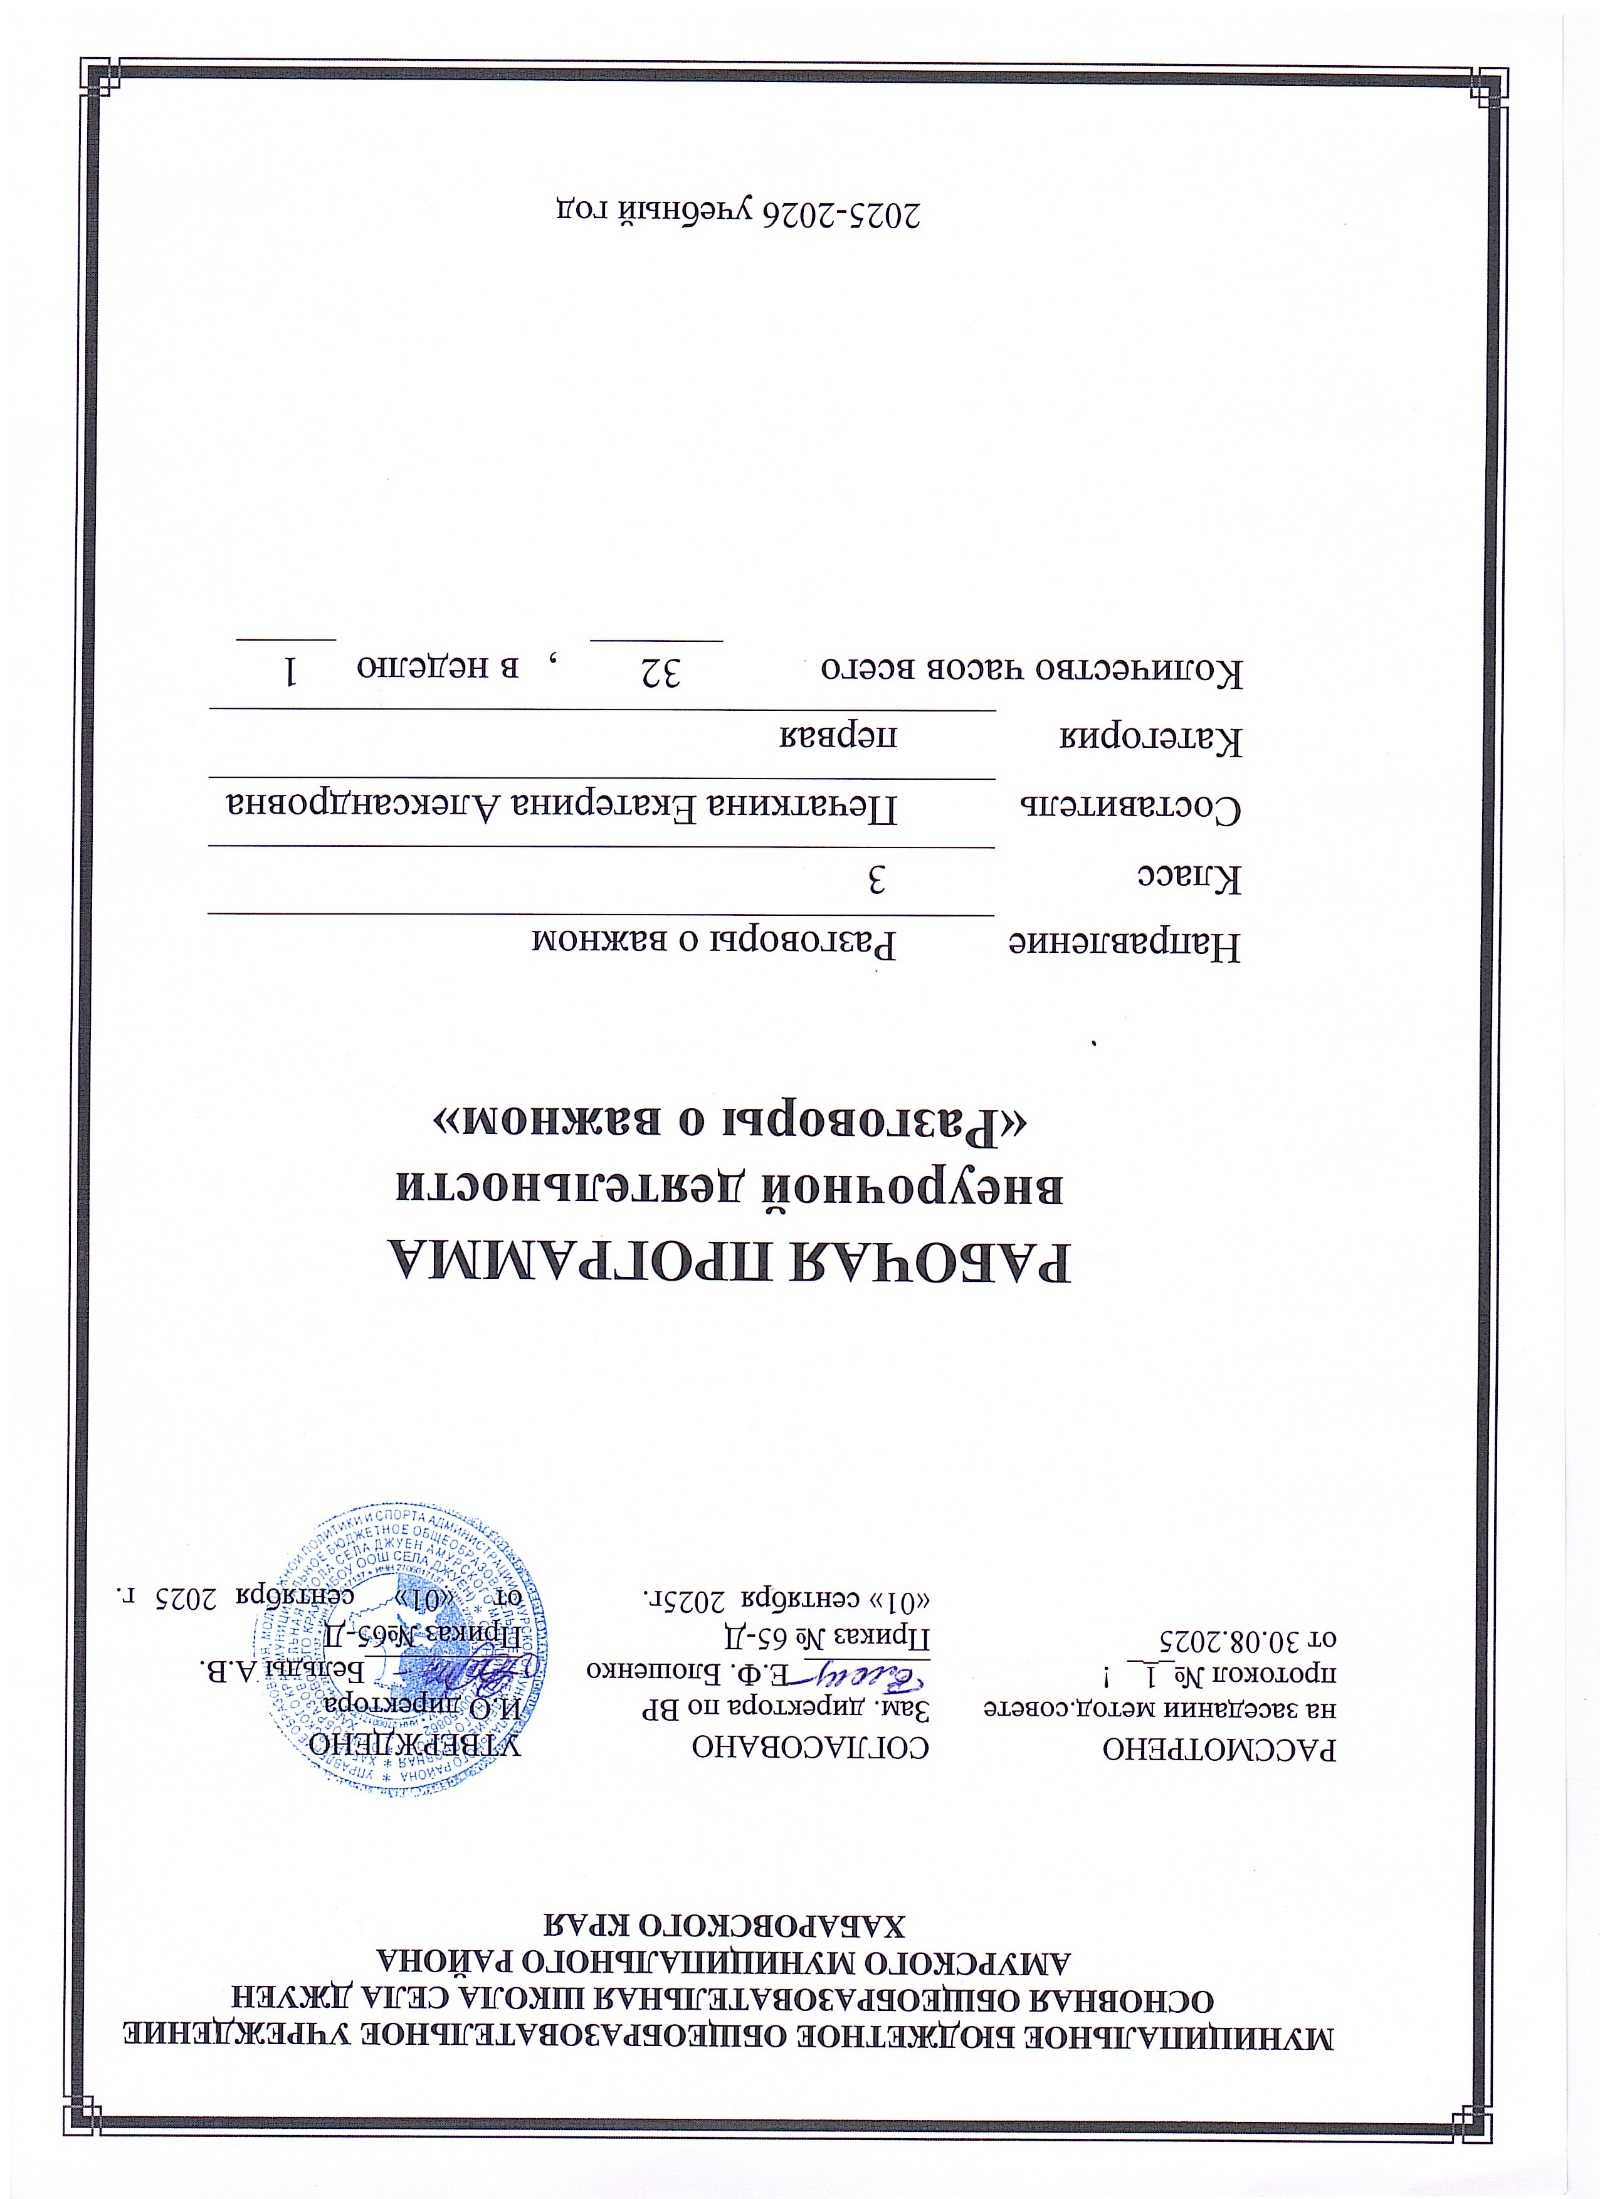 МУНИЦИПАЛЬНОЕ БЮДЖЕТНОЕ ОБЩЕОБРАЗОВАТЕЛЬНОЕ УЧРЕЖДЕНИЕ
ОСНОВНАЯ ОБЩЕОБРАЗОВАТЕЛЬНАЯ ШКОЛА СЕЛА ДЖУЕН
АМУРСКОГО МУНИЦИПАЛЬНОГО РАЙОНА
ХАБАРОВСКОГО КРАЯ
РАССМОТРЕНО
на заседании метод.совете
протокол №_1_ !
от 30.08.2025
СОГЛАСОВАНО
Зам. директора по ВР
Е.Ф. Блошенко
Приказ № 65-Д
«01» сентября 2025г.
УТВЕРЖДЕНО
И.О директора
Бельды А.В.
Приказ №65-Д
от «01» сентября 2025 г.
РАБОЧАЯ ПРОГРАММА
внеурочной деятельности
«Разговоры о важном»
Направление Разговоры о важном
Класс 3
Составитель Печаткина Екатерина Александровна
Категория первая
Количество часов всего 32 , в неделю 1
2025-2026 учебный год